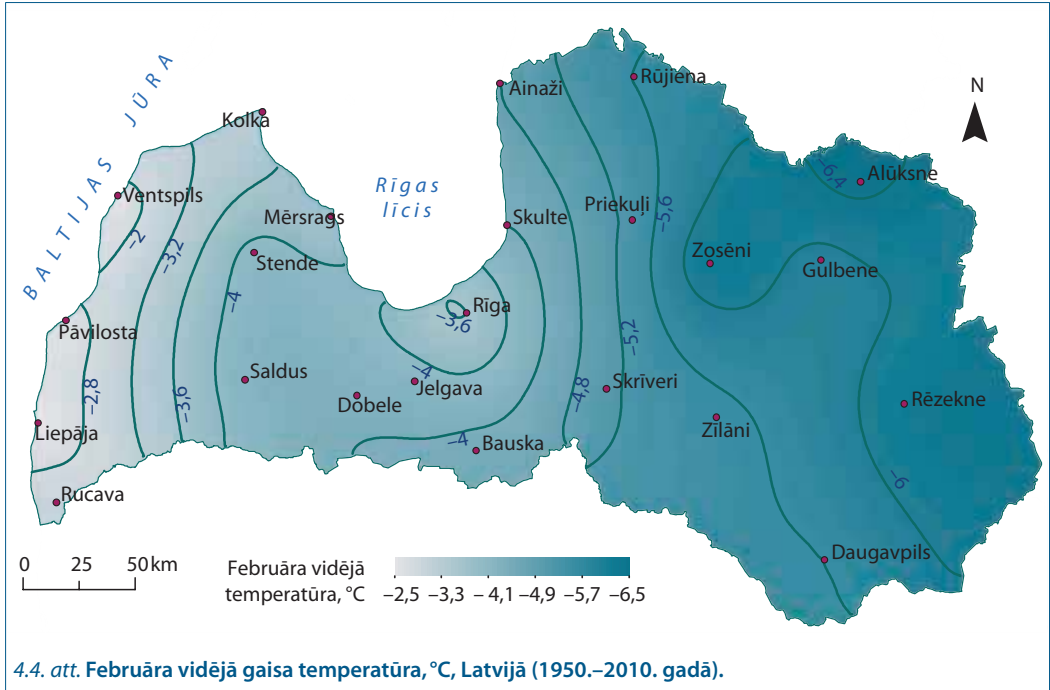 BALTIJAS JŪRA
Rīgas
līcis
N
Kolka
Ventspils
Mērsrags
Stende
Pāvilosta
Saldus
Dobele
Jelgava
Liepāja
Rucava
Rīga
Bauska
Ainaži
Skulte
Rūjiena
Priekuļi
Zosēni
Alūksne
Gulbene
Skrīveri
Zīlāni
Rēzekne
Daugavpils
–2
–3,2
–2,8
–3,6
–4
–3,6
–4
–4
–4,8
–5,2
–5,6
–6,4
–6
0 25 50 km
Februāra vidējā
temperatūra, °C
–2,5 –3,3 – 4,1 –4,9 –5,7 –6,5
4.4. att. Februāra vidējā gaisa temperatūra, °C, Latvijā (1950.–2010. gadā).